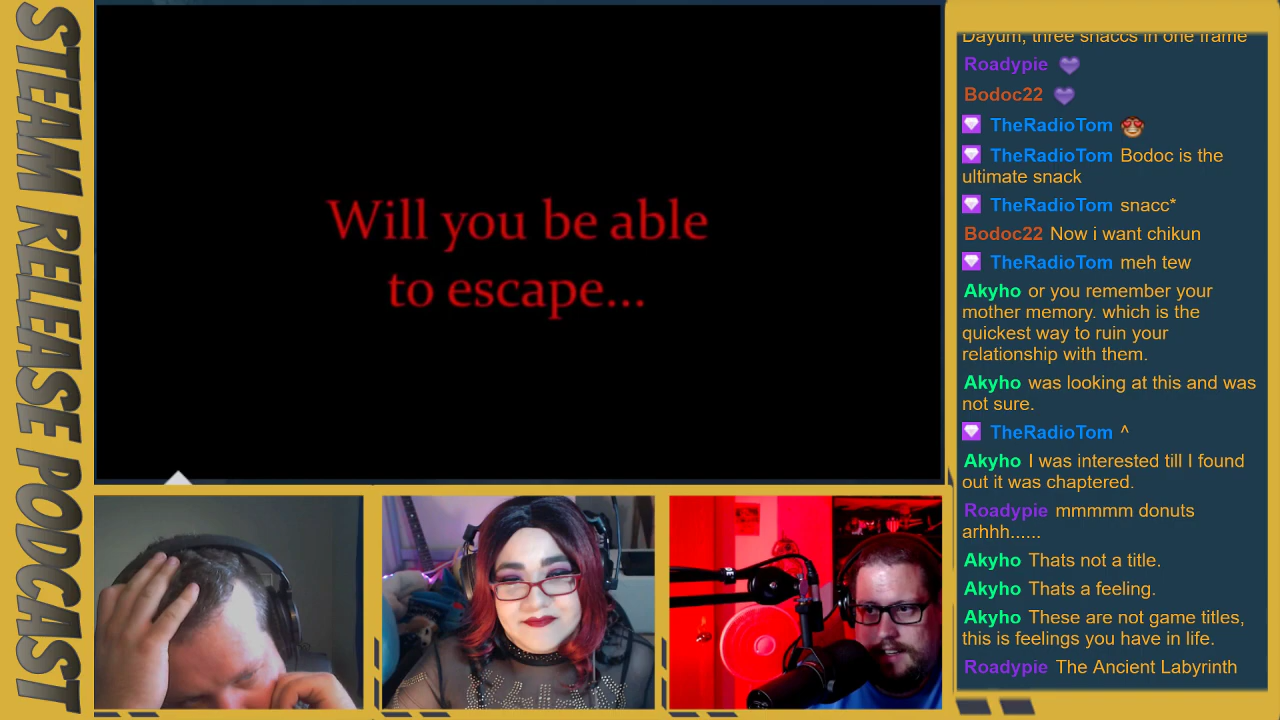 STEAM RELEASE PODCAST
Will you be able
to escape...
Dayum, three snaccs in one frame
Roadypie
Bodoc22
TheRadioTom
TheRadioTom Bodoc is the
ultimate snack
TheRadioTom snacc*
Bodoc22 Now i want chikun
TheRadioTom meh tew
Akyho or you remember your
mother memory. which is the
quickest way to ruin your
relationship with them.
Akyho was looking at this and was
not sure.
TheRadioTom ^
Akyho I was interested till I found
out it was chaptered.
Roadypie mmmmm donuts
arhhh......
Akyho Thats not a title.
Akyho Thats a feeling.
Akyho These are not game titles,
this is feelings you have in life.
Roadypie The Ancient Labyrinth